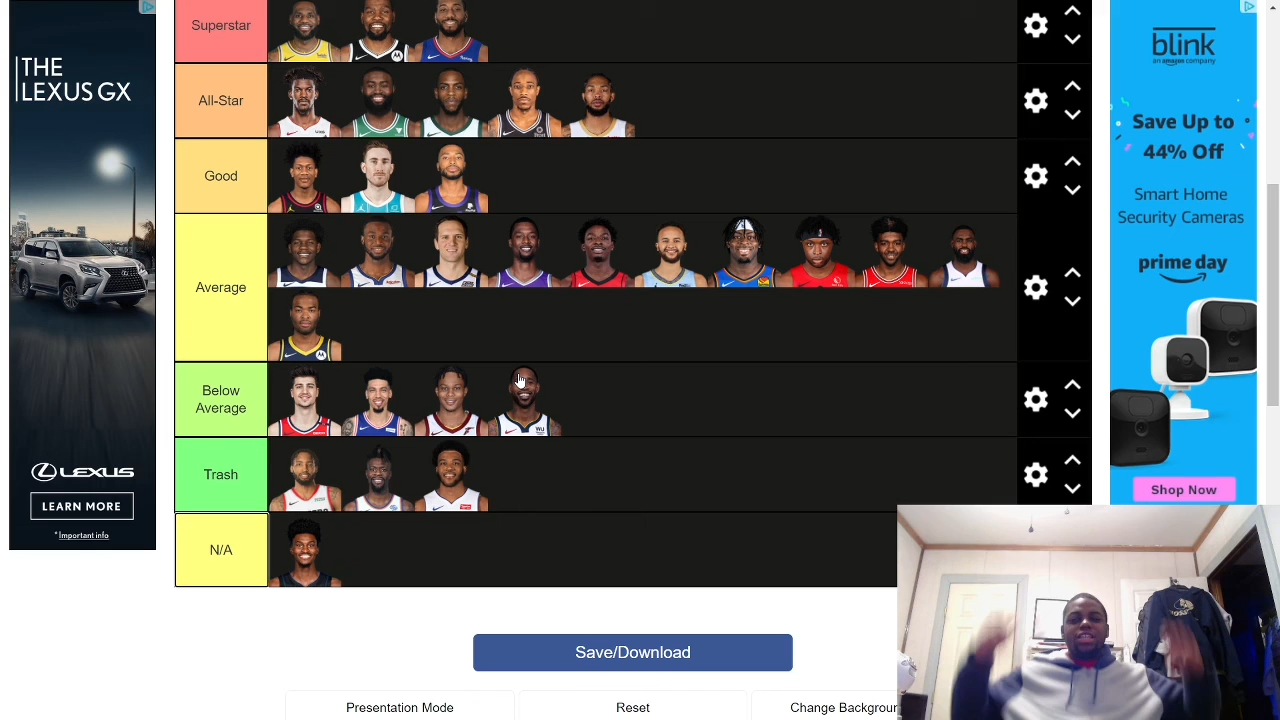 THE
LEXUS GX
LEXUS
LEARN MORE
* Important info
Superstar
All-Star
Good
Average
Below
Average
Trash
N/A
Save/Download
Presentation Mode
Reset
Change Backgroun
blink
an amazon company
Save Up to
44% Off
Smart Home
Security Cameras
prime day
Shop Now